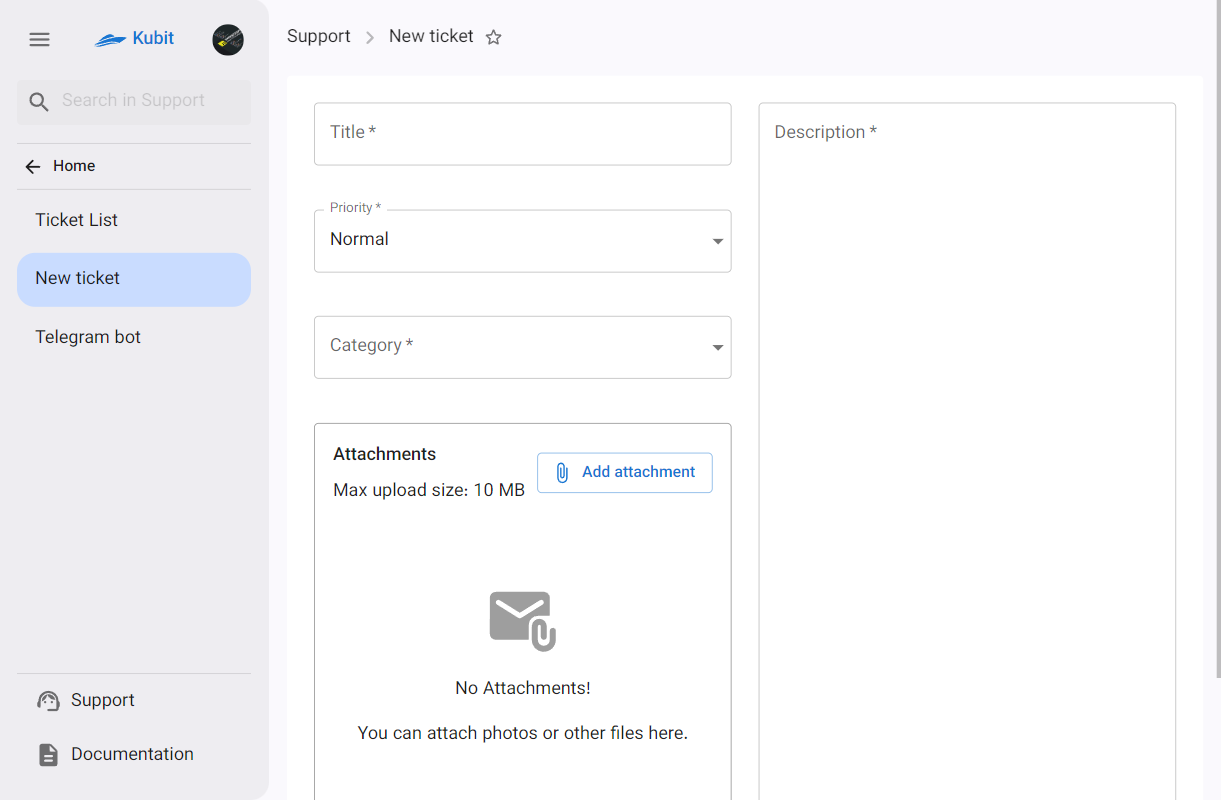 Kubit
Search in Support
Home
Ticket List
New ticket
Telegram bot
Support
Documentation
Support
New ticket
Title *
Priority *
Normal
Category *
Attachments
Max upload size: 10 MB
Add attachment
No Attachments!
You can attach photos or other files here.
Description *